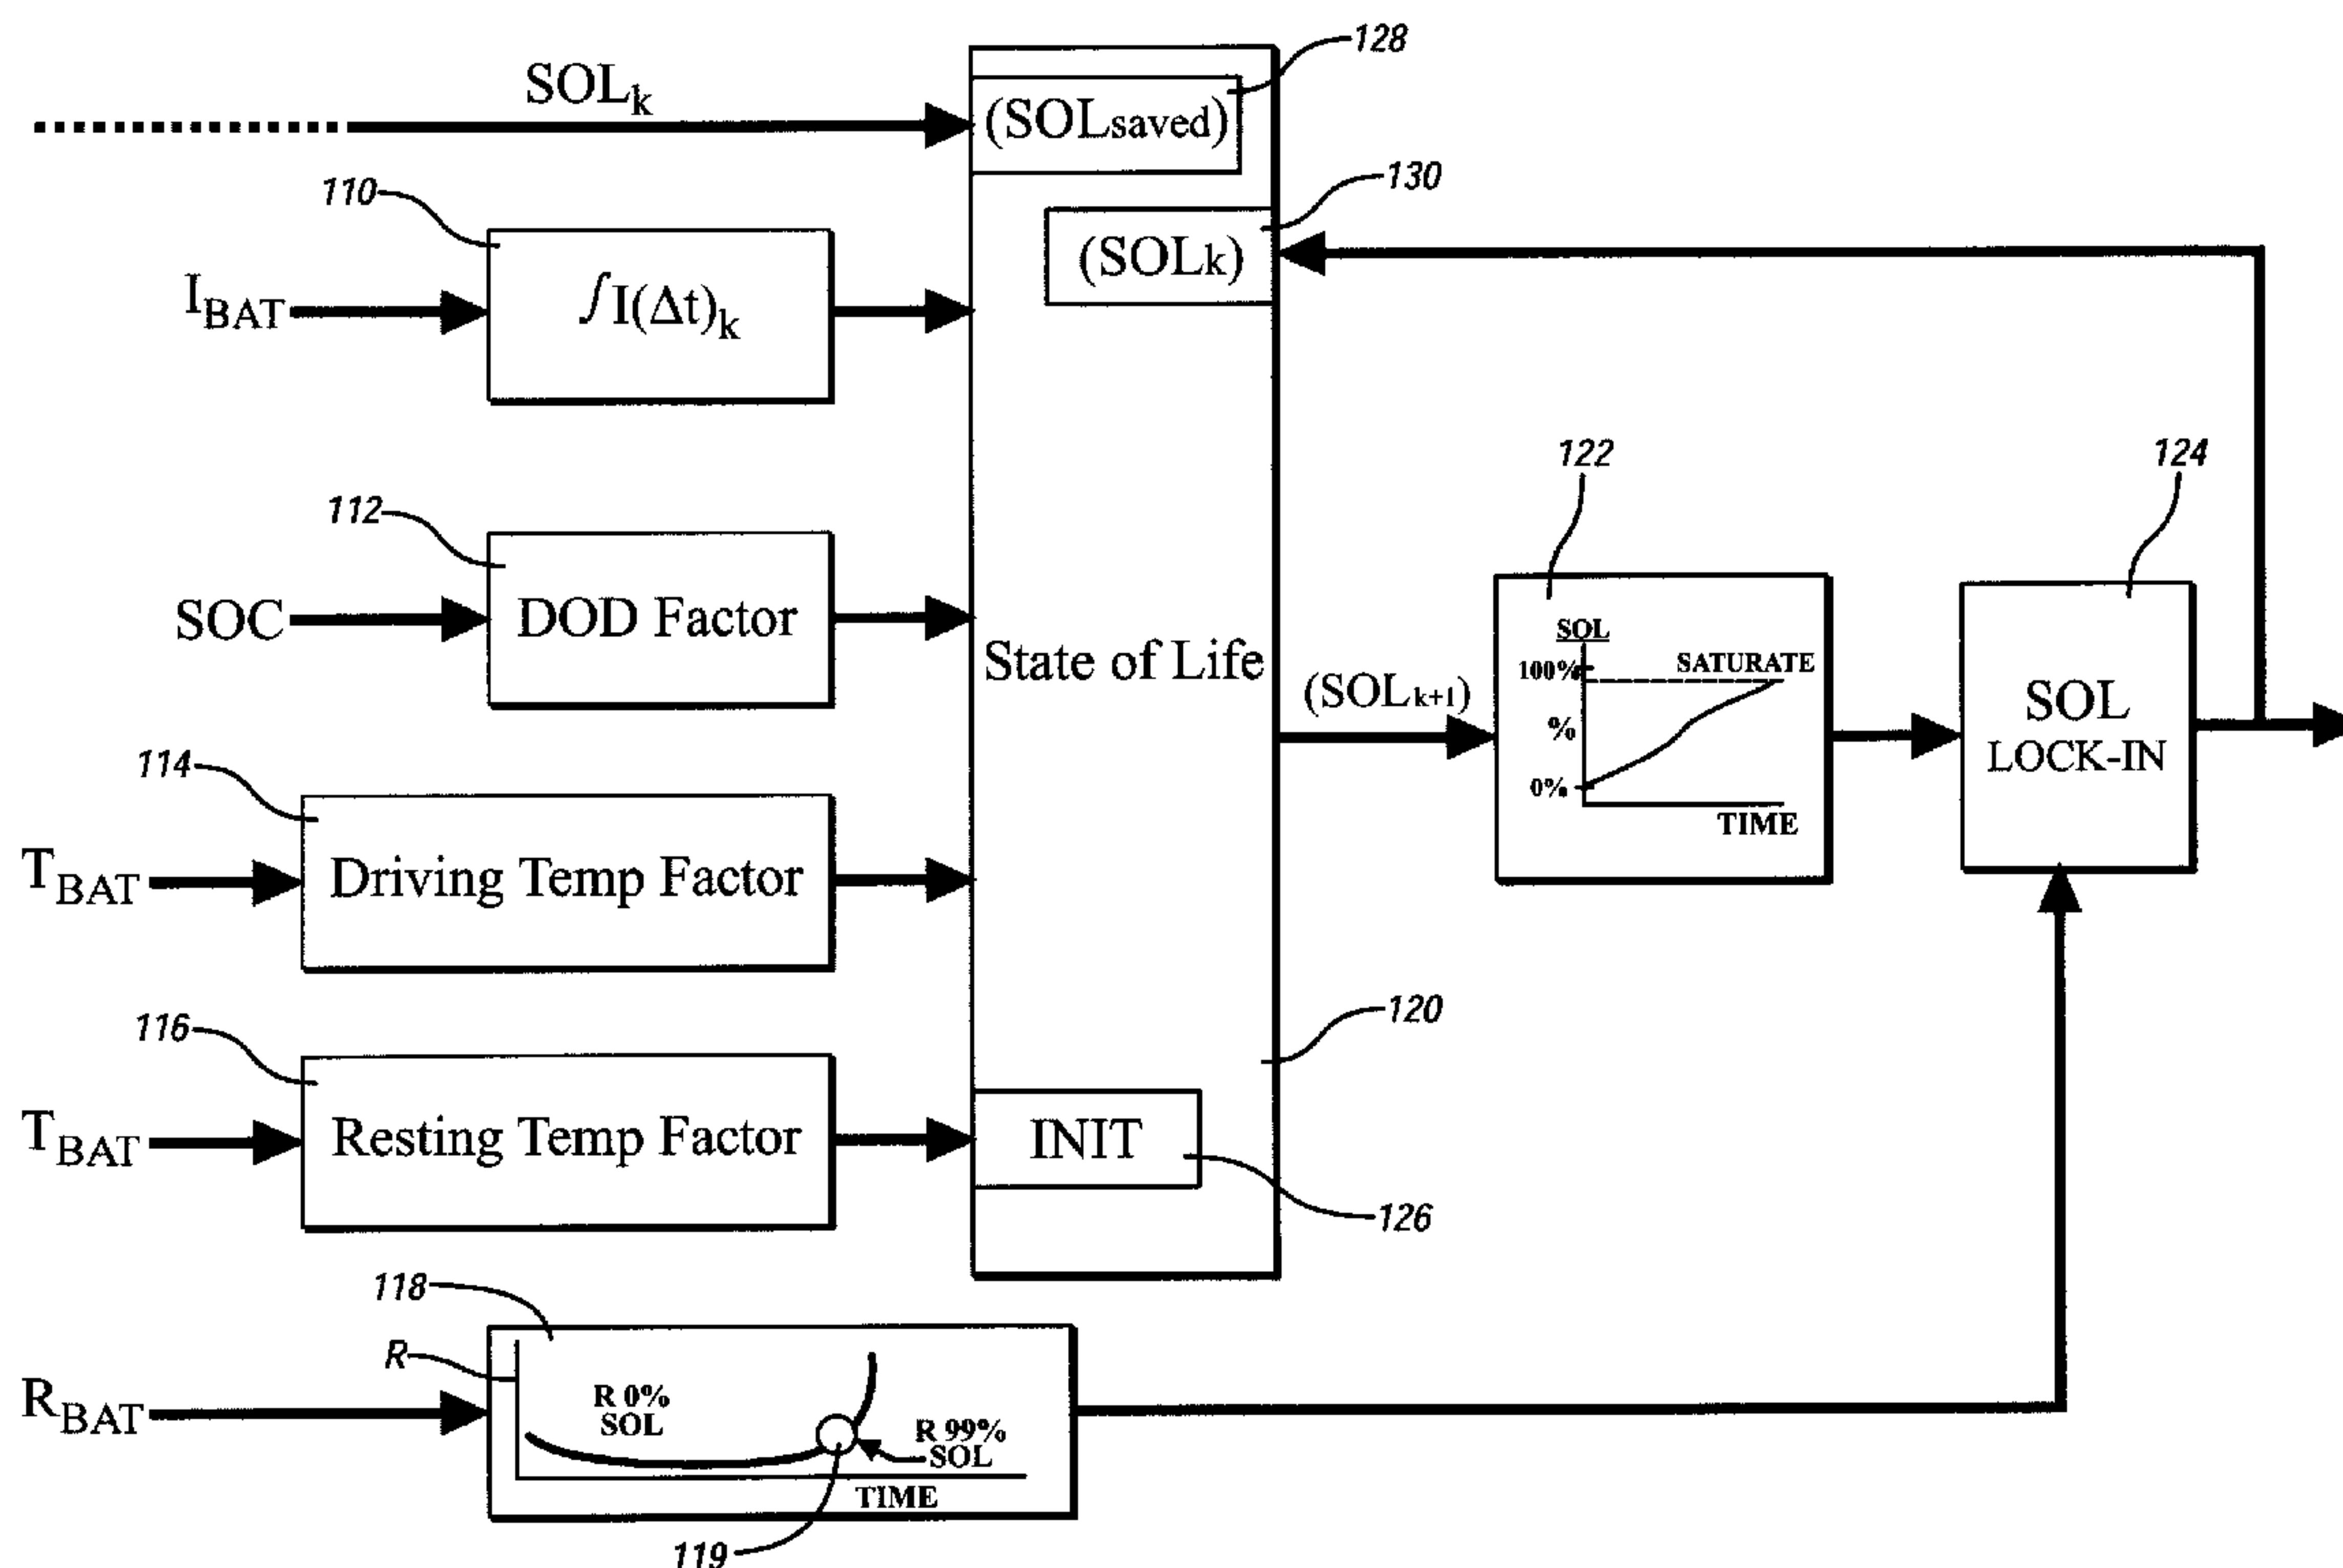 128
SOLk
(SOLsaved)
130
110
(SOLk)
IBAT
∫I(Δt)k
122
124
112
SOC
DOD Factor
State of Life
(SOL k+1)
SOL
100%
SATURATE
%
0%
TIME
SOL
LOCK-IN
114
TBAT
Driving Temp Factor
120
116
TBAT
Resting Temp Factor
INIT
126
118
R
RBAT
R 0%
SOL
R 99%
SOL
TIME
119